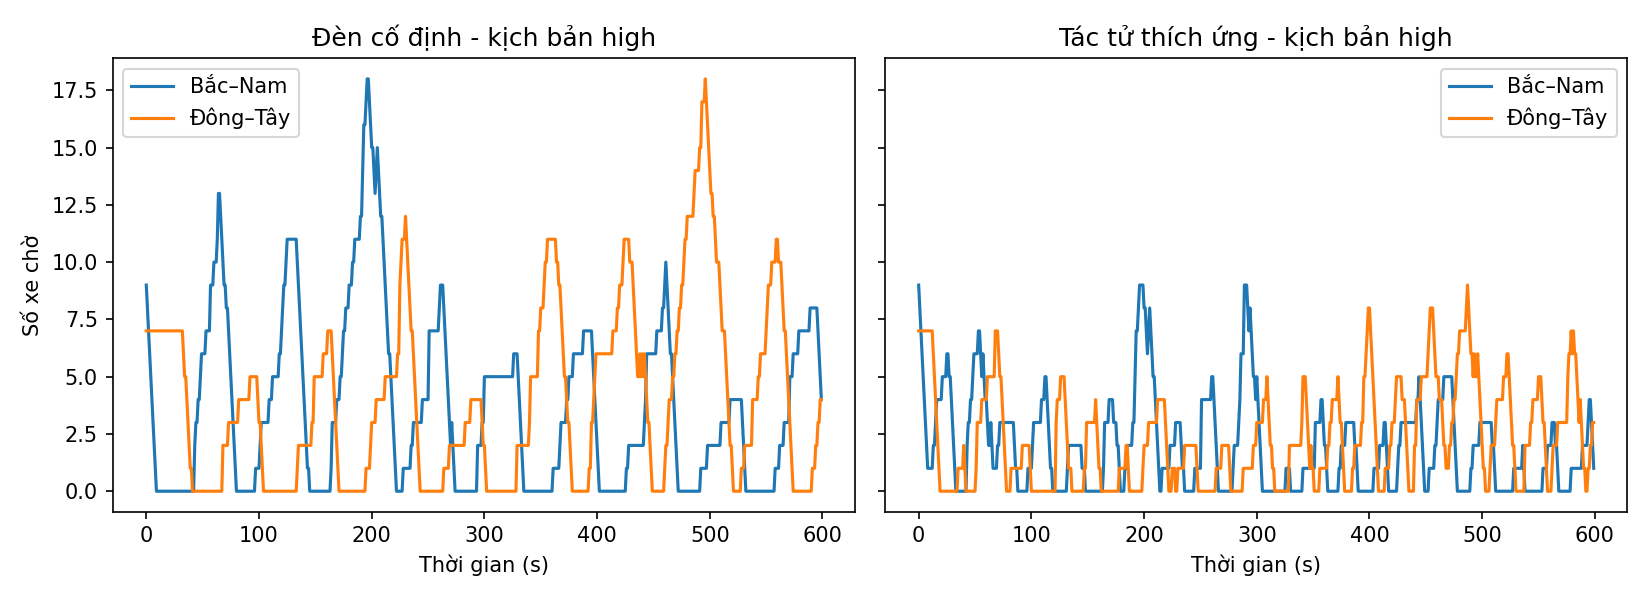 Đèn cố định - kịch bản high
Bắc–Nam
Đông–Tây
17.5
15.0
12.5
10.0
7.5
5.0
2.5
0.0
Số xe chờ
0 100 200 300 400 500 600
Thời gian (s)
Tác tử thích ứng - kịch bản high
Bắc–Nam
Đông–Tây
0 100 200 300 400 500 600
Thời gian (s)